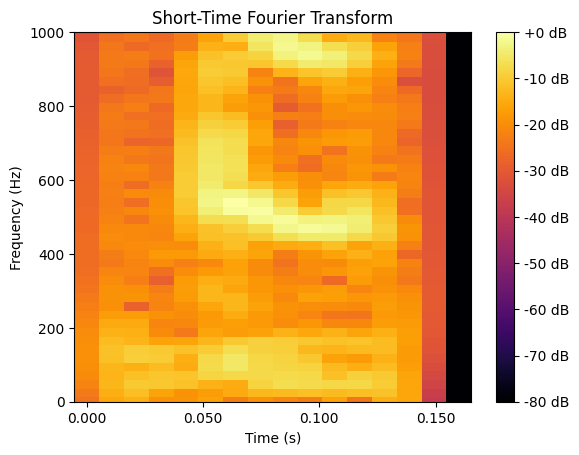 Short-Time Fourier Transform
1000
800
600
400
200
0
Frequency (Hz)
0.000
0.050
0.100
0.150
Time (s)
+0 dB
-10 dB
-20 dB
-30 dB
-40 dB
-50 dB
-60 dB
-70 dB
-80 dB